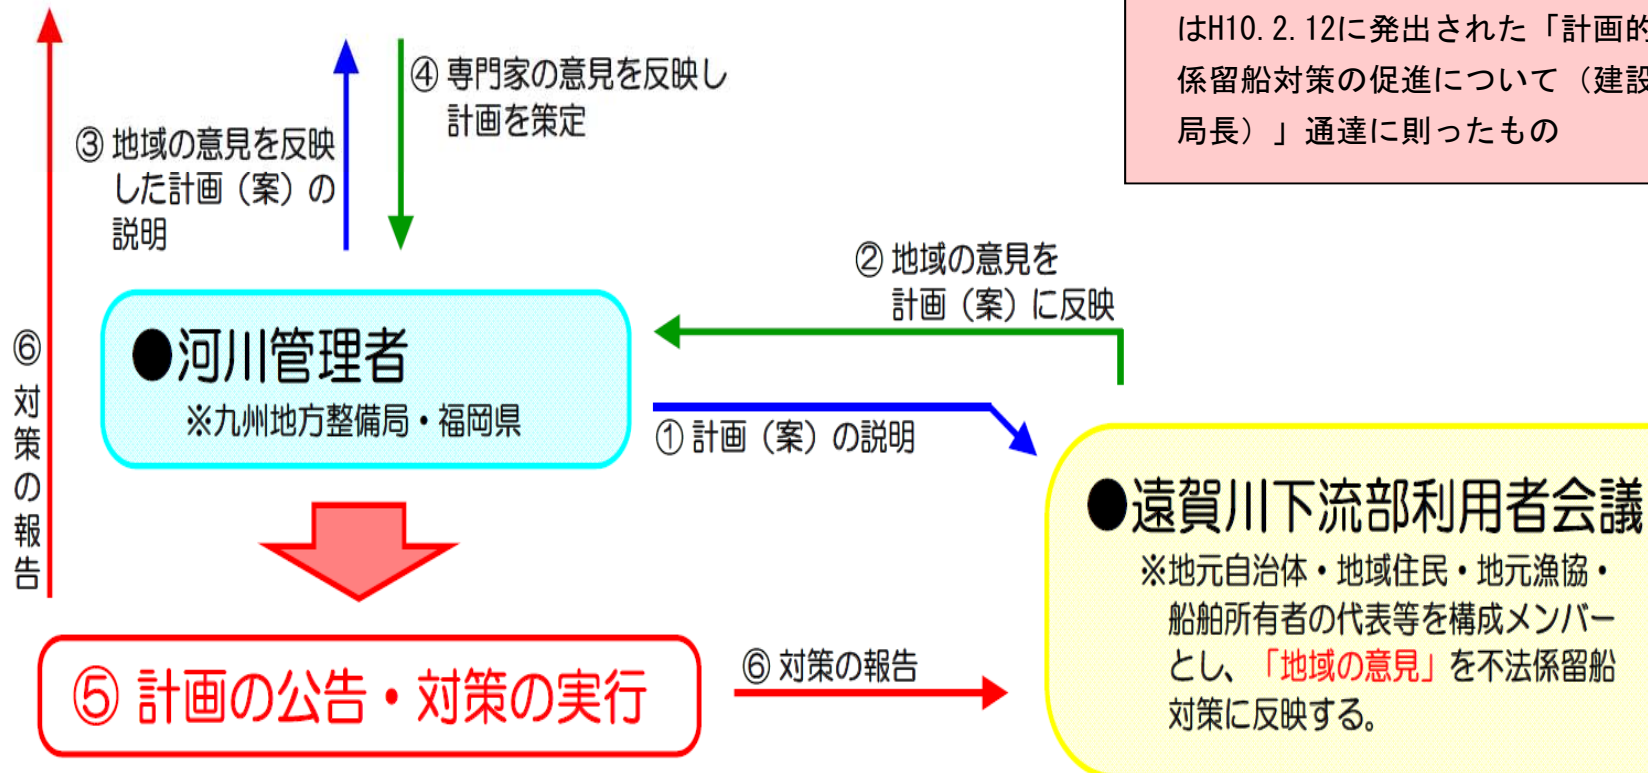 はH10.2.12に発出された「計画的
係留船対策の促進について（建設
局長）」通達に則ったもの
④ 専門家の意見を反映し
計画を策定
③ 地域の意見を反映
した計画（案）の
説明
② 地域の意見を
計画（案）に反映
⑥対策の報告
●河川管理者
※九州地方整備局・福岡県
① 計画（案）の説明
●遠賀川下流部利用者会議
※地元自治体・地域住民・地元漁協・
船舶所有者の代表等を構成メンバー
とし、「地域の意見」を不法係留船
対策に反映する。
⑤ 計画の公告・対策の実行
⑥ 対策の報告